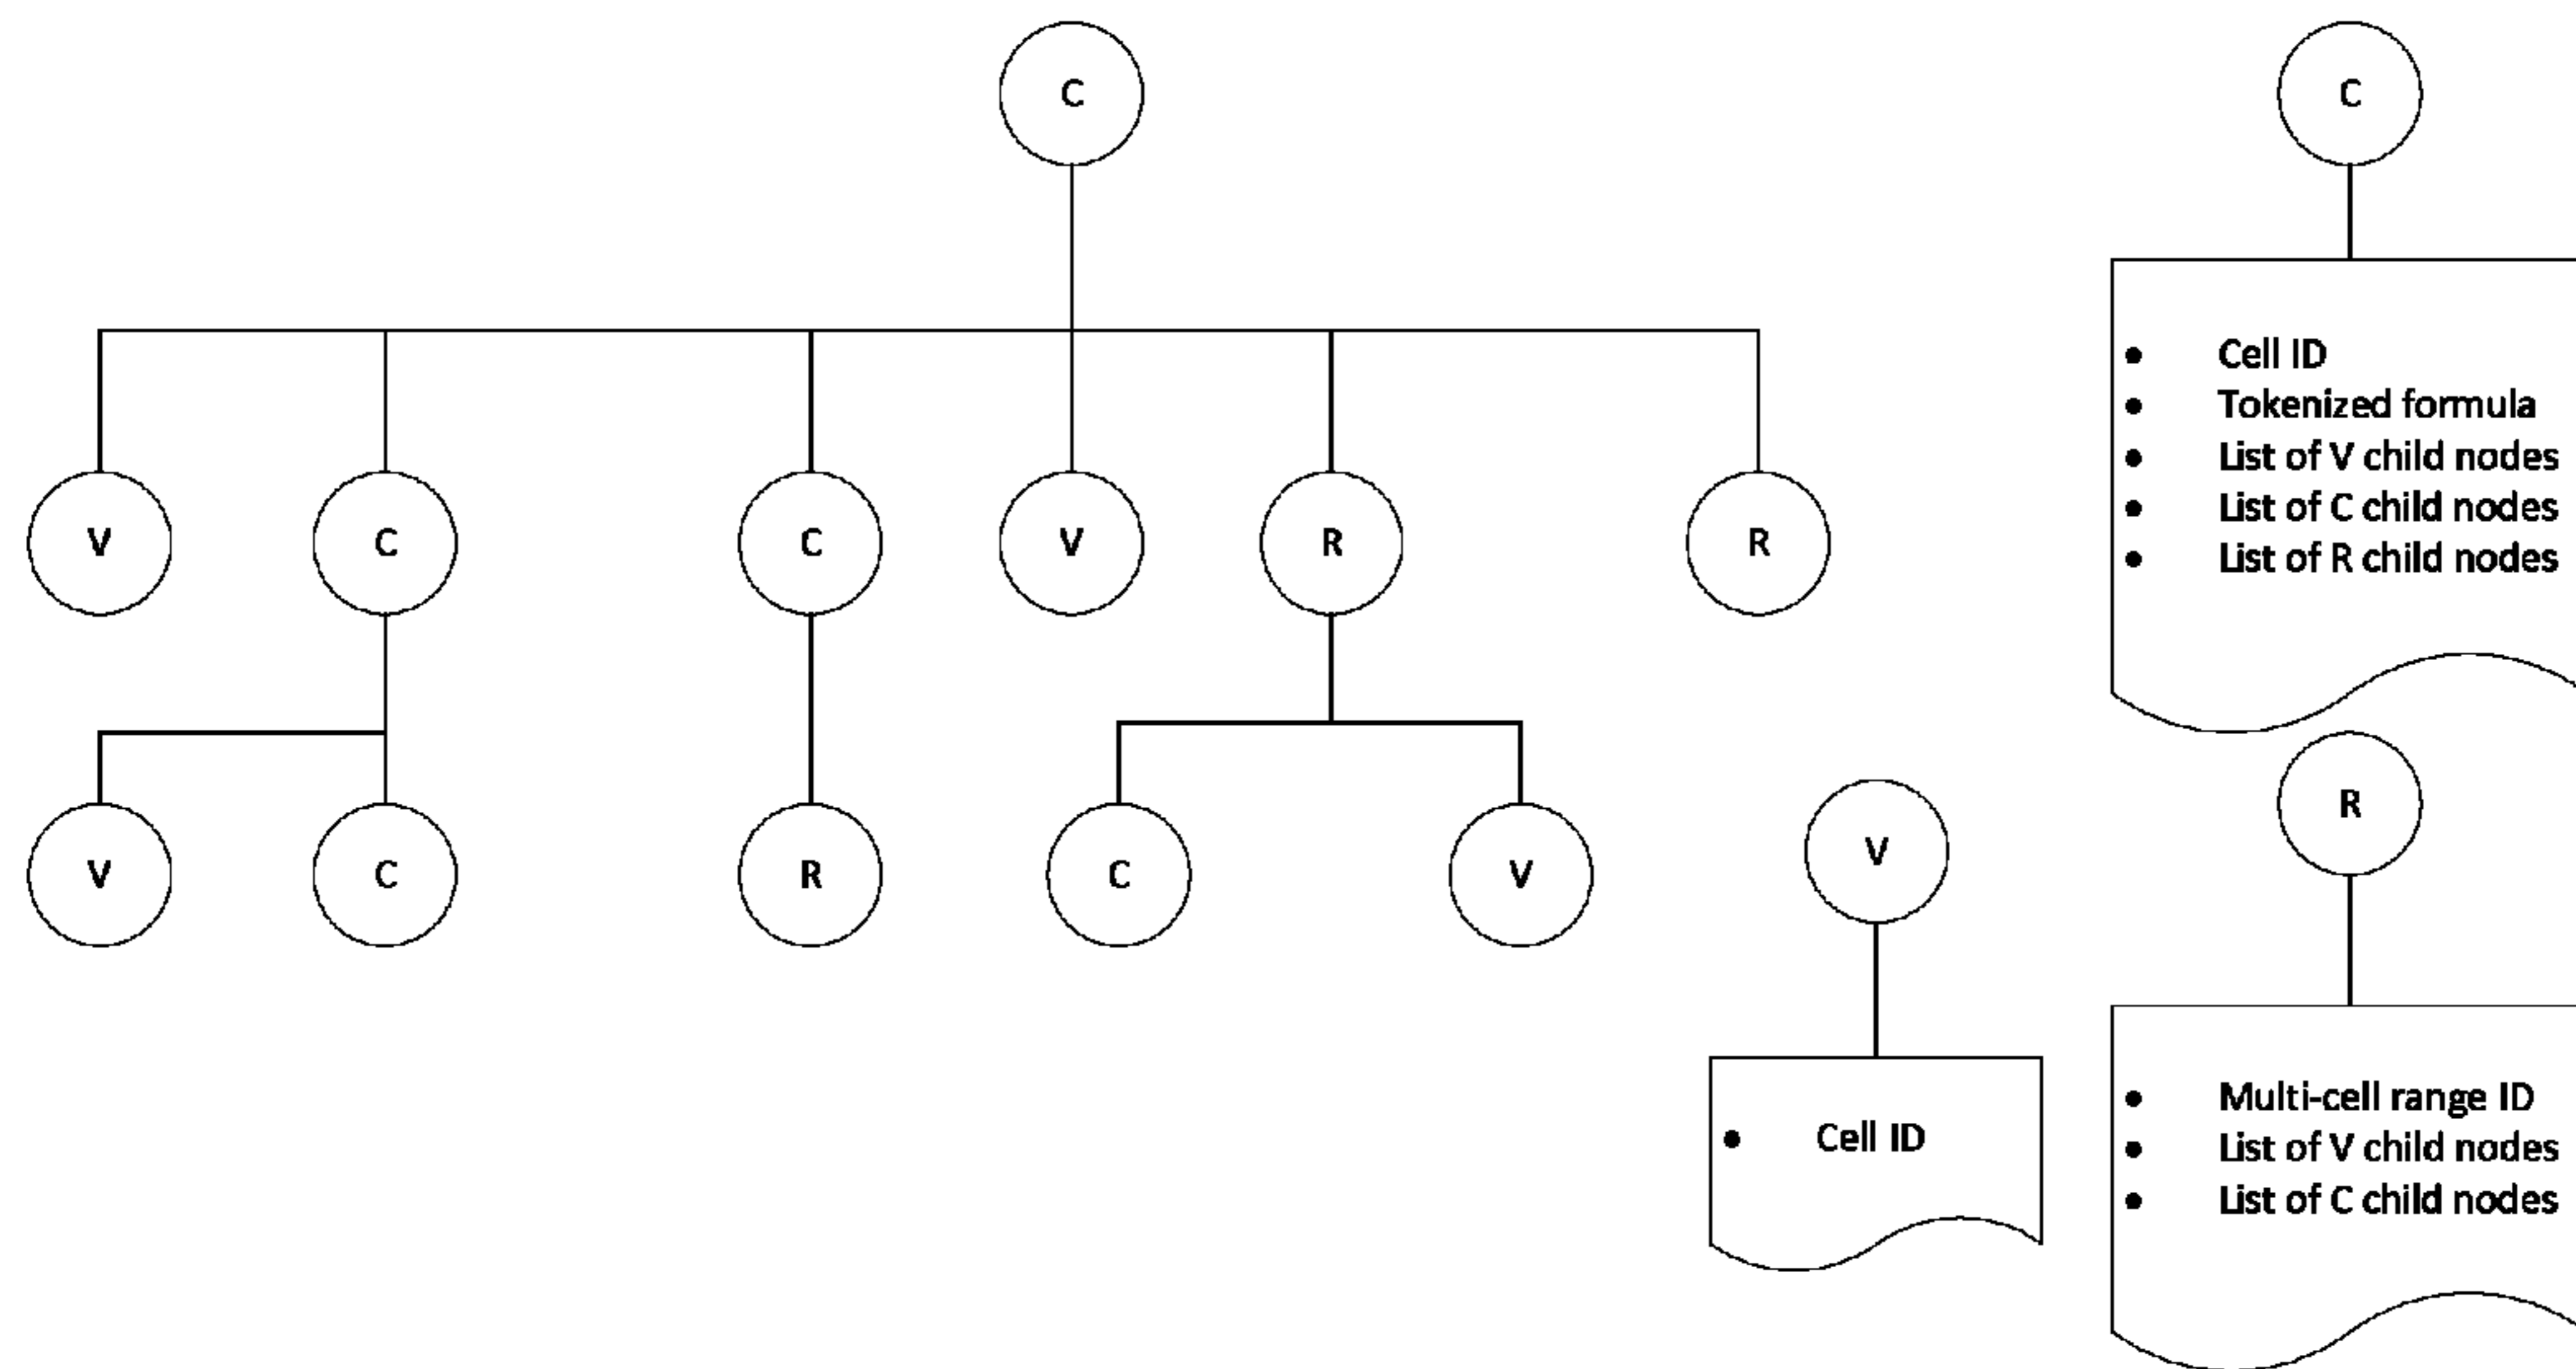 C
C
• Cell ID
• Tokenized formula
• List of V child nodes
• List of C child nodes
• List of R child nodes
V
C
C
V
R
R
V
C
R
C
V
V
• Cell ID
R
• Multi-cell range ID
• List of V child nodes
• List of C child nodes